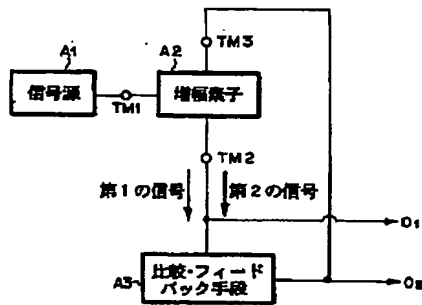 TM3
A1
A2
信号源
TM1
増幅素子
TM2
第1の信号
第2の信号
O1
A3
比較・フィード
バック手段
O2